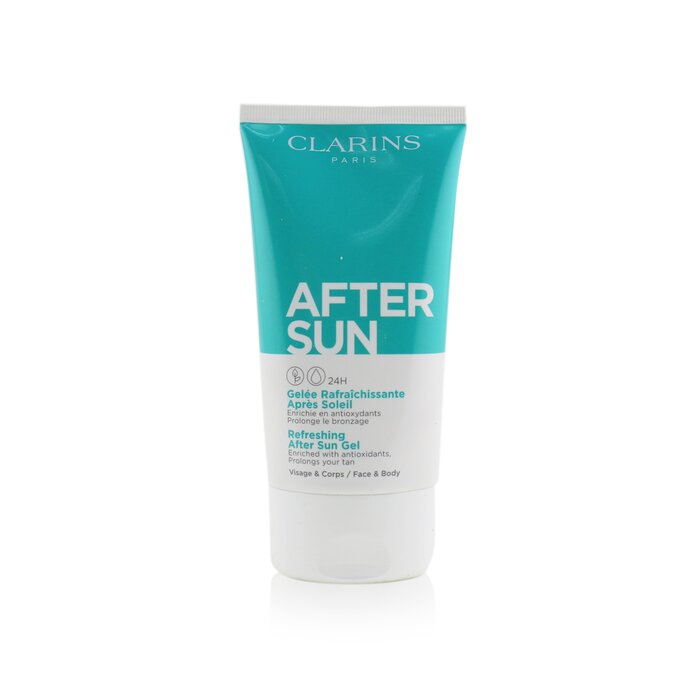 CLARINS
PARIS
AFTER
SUN
24H
Gelée Rafraîchissante
Après Soleil
Enrichie en antioxydants
Prolonge le bronzage
Refreshing
After Sun Gel
Enriched with antioxidants,
Prolongs your tan
Visage & Corps / Face & Body